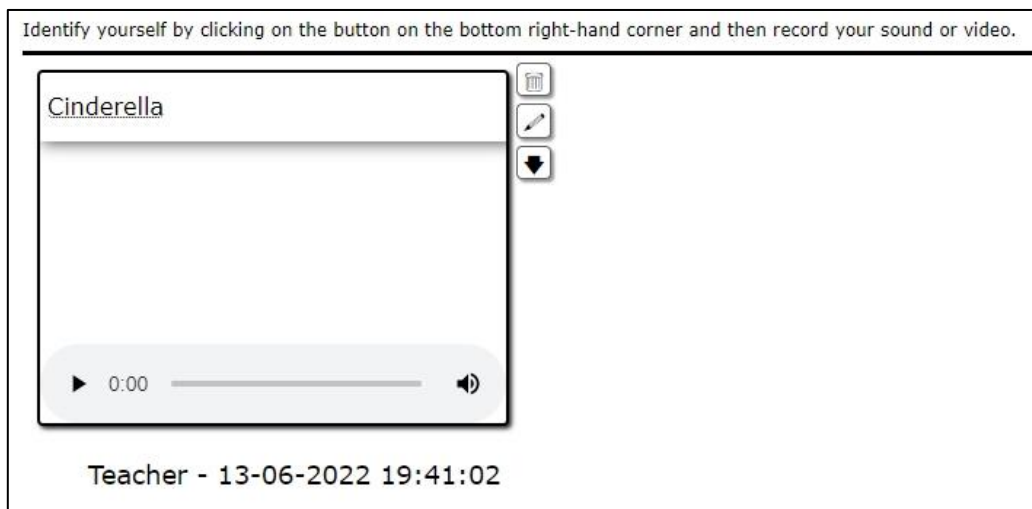 Identify yourself by clicking on the button on the bottom right-hand corner and then record your sound or video.
Cinderella
0:00
Teacher - 13-06-2022 19:41:02